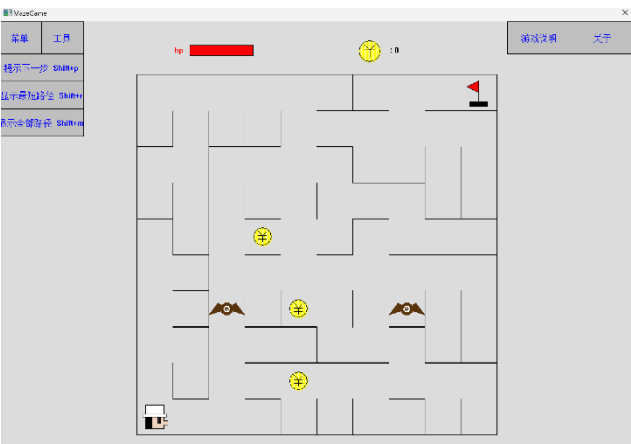 MazeGame
菜单 工具
hp : 0
游戏说明 关于
提示下一步 Shift+p
显示最短路径 Shift+r
显示全部路径 Shift+m